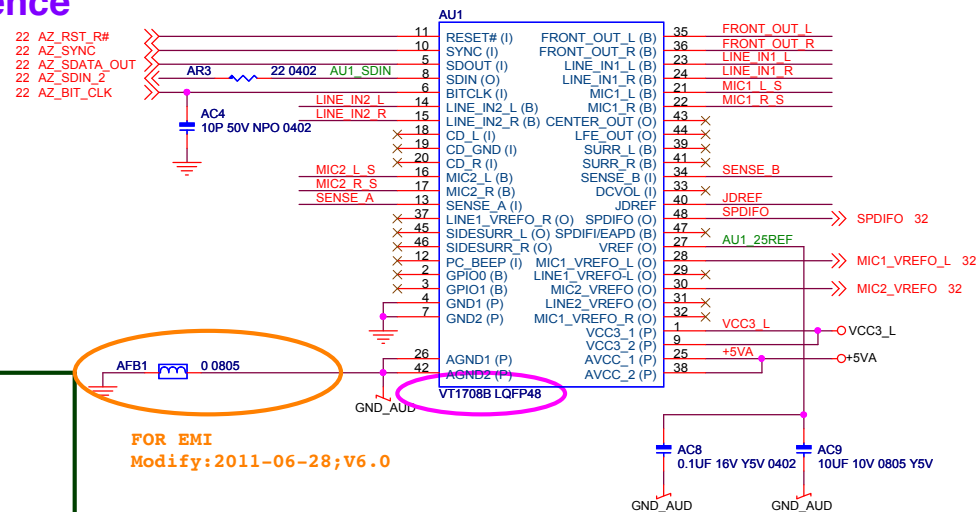 ence
AU1
22 AZ_RST_R#
22 AZ_SYNC
22 AZ_SDATA_OUT
22 AZ_SDIN_2
22 AZ_BIT_CLK
AR3 22 0402 AU1_SDIN
AC4
10P 50V NPO 0402
LINE_IN2_L
LINE_IN2_R
MIC2_L_S
MIC2_R_S
SENSE_A
11 RESET# (I)
10 SYNC (I)
5 SDOUT (I)
8 SDIN (O)
6 BITCLK (I)
14 LINE_IN2_L (B)
15 LINE_IN2_R (B)
18 CD_L (I)
19 CD_GND (I)
20 CD_R (I)
16 MIC2_L (B)
17 MIC2_R (B)
13 SENSE_A (I)
37 LINE1_VREFO_R (O)
45 SIDESURR_L (O)
46 SIDESURR_R (O)
12 PC_BEEP (I)
2 GPIO0 (B)
3 GPIO1 (B)
4 GND1 (P)
7 GND2 (P)
26 AGND1 (P)
42 AGND2 (P)
FRONT_OUT_L (B) 35 FRONT_OUT_L
FRONT_OUT_R (B) 36 FRONT_OUT_R
LINE_IN1_L (B) 23 LINE_IN1_L
LINE_IN1_R (B) 24 LINE_IN1_R
MIC1_L (B) 21 MIC1_L_S
MIC1_R (B) 22 MIC1_R_S
CENTER_OUT (O) 43
LFE_OUT (O) 44
SURR_L (B) 39
SURR_R (B) 41
SENSE_B (I) 34 SENSE_B
DCVOL (I) 33
JDREF 40 JDREF
SPDIFO (O) 48 SPDIFO SPDIFO 32
SPDIFI/EAPD (B) 47
VREF (O) 27 AU1_25REF
MIC1_VREFO_L (O) 28 MIC1_VREFO_L 32
LINE1_VREFO-L (O) 29
MIC2_VREFO (O) 30 MIC2_VREFO 32
LINE2_VREFO (O) 31
MIC1_VREFO_R (O) 32
VCC3_1 (P) 1 VCC3_L VCC3_L
VCC3_2 (P) 9
AVCC_1 (P) 25 +5VA +5VA
AVCC_2 (P) 38
VT1708B LQFP48
AFB1 0 0805
GND_AUD
FOR EMI
Modify:2011-06-28;V6.0
AC8
0.1UF 16V Y5V 0402
AC9
10UF 10V 0805 Y5V
GND_AUD
GND_AUD